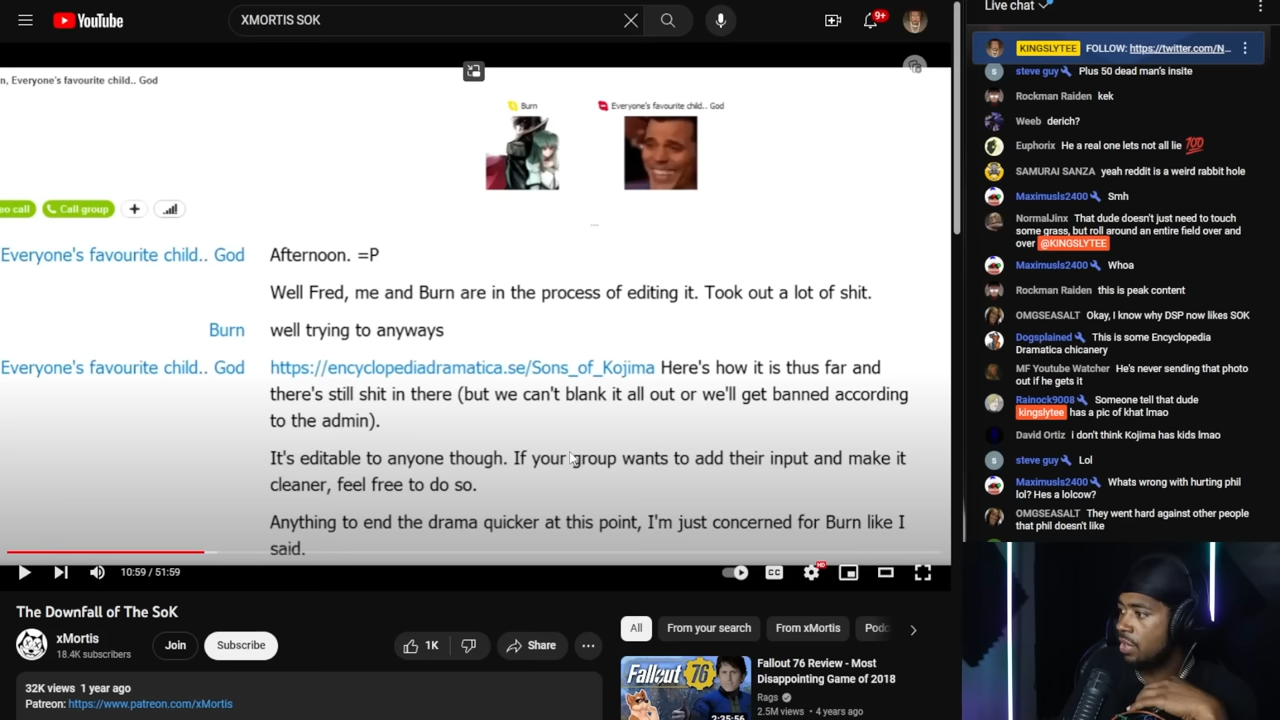 YouTube
XMORTIS SOK
9+
n, Everyone's favourite child.. God
Burn
Everyone's favourite child.. God
eo call
Call group
Everyone's favourite child.. God
Afternoon. =P
Well Fred, me and Burn are in the process of editing it. Took out a lot of shit.
Burn
well trying to anyways
Everyone's favourite child.. God
https://encyclopediadramatica.se/Sons_of_Kojima Here's how it is thus far and
there's still shit in there (but we can't blank it all out or we'll get banned according
to the admin).
It's editable to anyone though. If your group wants to add their input and make it
cleaner, feel free to do so.
Anything to end the drama quicker at this point, I'm just concerned for Burn like I
said.
10:59 / 51:59
CC
HD
The Downfall of The SoK
xMortis
18.4K subscribers
Join
Subscribe
1K
Share
32K views 1 year ago
Patreon: https://www.patreon.com/xMortis
All
From your search
From xMortis
Podc
Fallout 76
2:35:56
Fallout 76 Review - Most
Disappointing Game of 2018
Rags
2.5M views • 4 years ago
Live chat
KINGSLYTEE FOLLOW: https://twitter.com/N...
steve guy Plus 50 dead man's insite
Rockman Raiden kek
Weeb derich?
Euphorix He a real one lets not all lie 💯
SAMURAI SANZA yeah reddit is a weird rabbit hole
Maximusls2400 Smh
NormalJinx That dude doesn't just need to touch
some grass, but roll around an entire field over and
over @KINGSLYTEE
Maximusls2400 Whoa
Rockman Raiden this is peak content
OMGSEASALT Okay, I know why DSP now likes SOK
Dogsplained This is some Encyclopedia
Dramatica chicanery
MF Youtube Watcher He's never sending that photo
out if he gets it
Rainock9008 Someone tell that dude
kingslytee has a pic of khat lmao
David Ortiz i don't think Kojima has kids lmao
steve guy Lol
Maximusls2400 Whats wrong with hurting phil
lol? Hes a lolcow?
OMGSEASALT They went hard against other people
that phil doesn't like